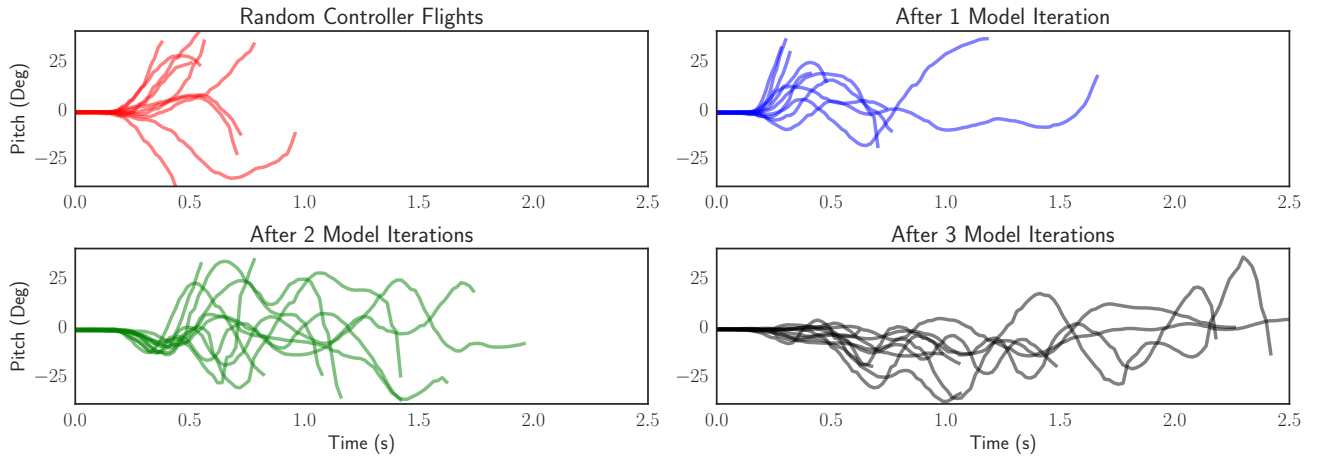 Random Controller Flights
After 1 Model Iteration
Pitch (Deg)
25
0
−25
0.0 0.5 1.0 1.5 2.0 2.5
25
0
−25
0.0 0.5 1.0 1.5 2.0 2.5
After 2 Model Iterations
After 3 Model Iterations
Pitch (Deg)
25
0
−25
0.0 0.5 1.0 1.5 2.0 2.5
Time (s)
25
0
−25
0.0 0.5 1.0 1.5 2.0 2.5
Time (s)